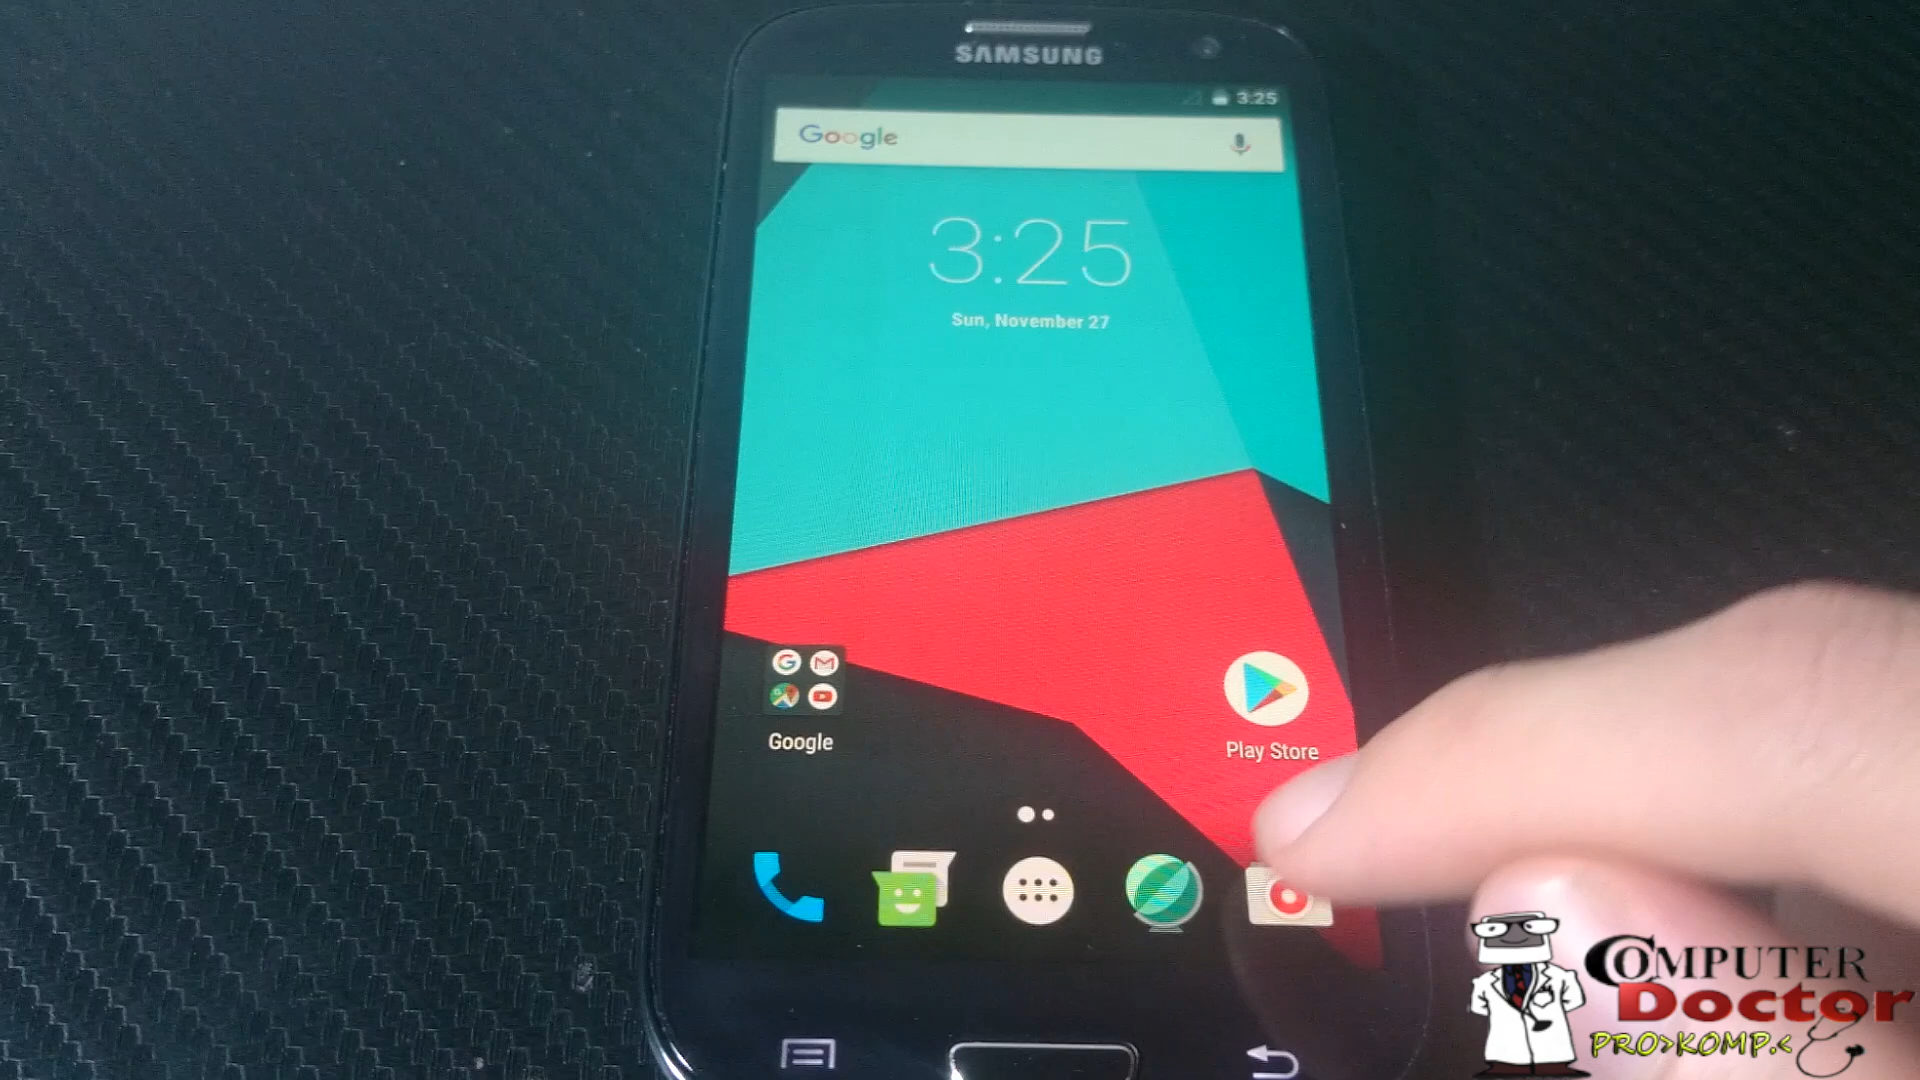 SAMSUNG
3:25
Google
3:25
Sun, November 27
Google
Play Store
COMPUTER
Doctor
PRO>KOMP.<